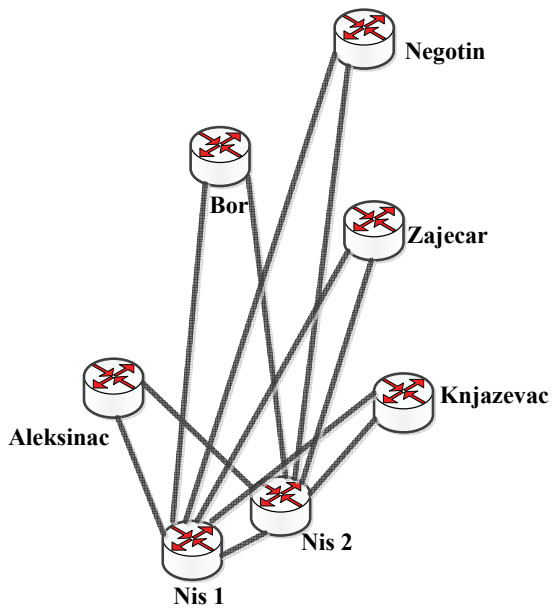 Negotin
Bor
Zajecar
Knjazevac
Aleksinac
Nis 2
Nis 1